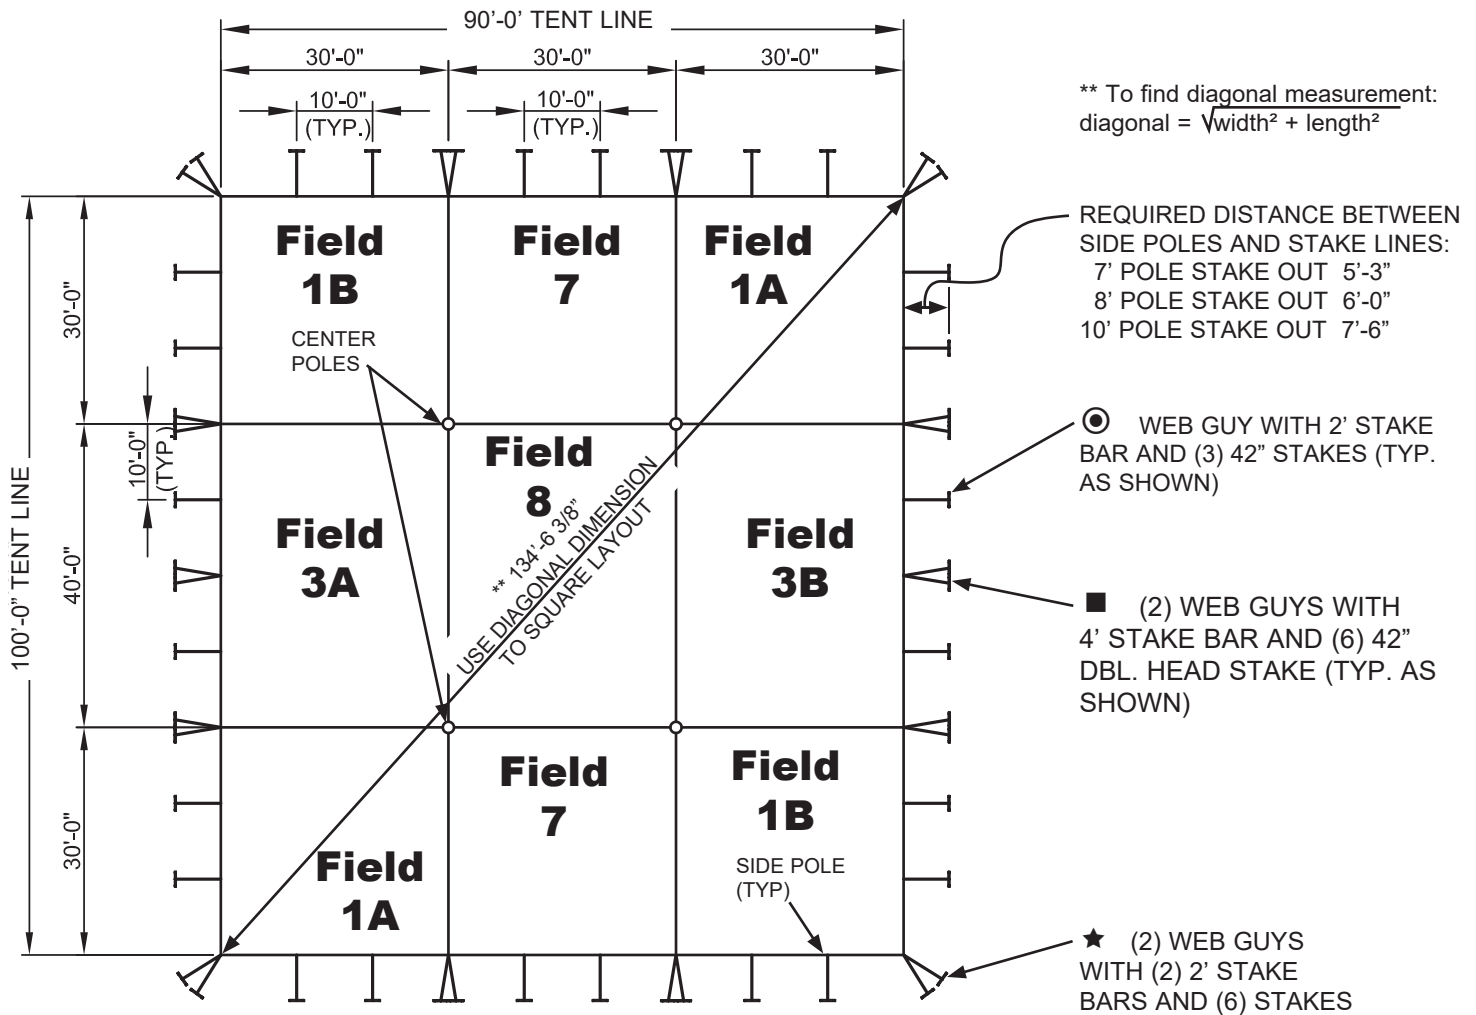 90'-0’ TENT LINE
30'-0"
30'-0"
30'-0"
10'-0"
(TYP.)
10'-0"
(TYP.)
** To find diagonal measurement:
diagonal = √width² + length²
REQUIRED DISTANCE BETWEEN
SIDE POLES AND STAKE LINES:
7’ POLE STAKE OUT 5’-3”
8’ POLE STAKE OUT 6’-0”
10’ POLE STAKE OUT 7’-6”
Field
1B
Field
7
Field
1A
CENTER
POLES
100’-0” TENT LINE
30'-0"
40'-0"
30'-0"
10'-0"
(TYP.)
Field
8
Field
3A
Field
3B
** 134’-6 3/8”
USE DIAGONAL DIMENSION
TO SQUARE LAYOUT
WEB GUY WITH 2’ STAKE
BAR AND (3) 42” STAKES (TYP.
AS SHOWN)
■ (2) WEB GUYS WITH
4’ STAKE BAR AND (6) 42”
DBL. HEAD STAKE (TYP. AS
SHOWN)
Field
7
Field
1B
Field
1A
SIDE POLE
(TYP)
★ (2) WEB GUYS
WITH (2) 2’ STAKE
BARS AND (6) STAKES